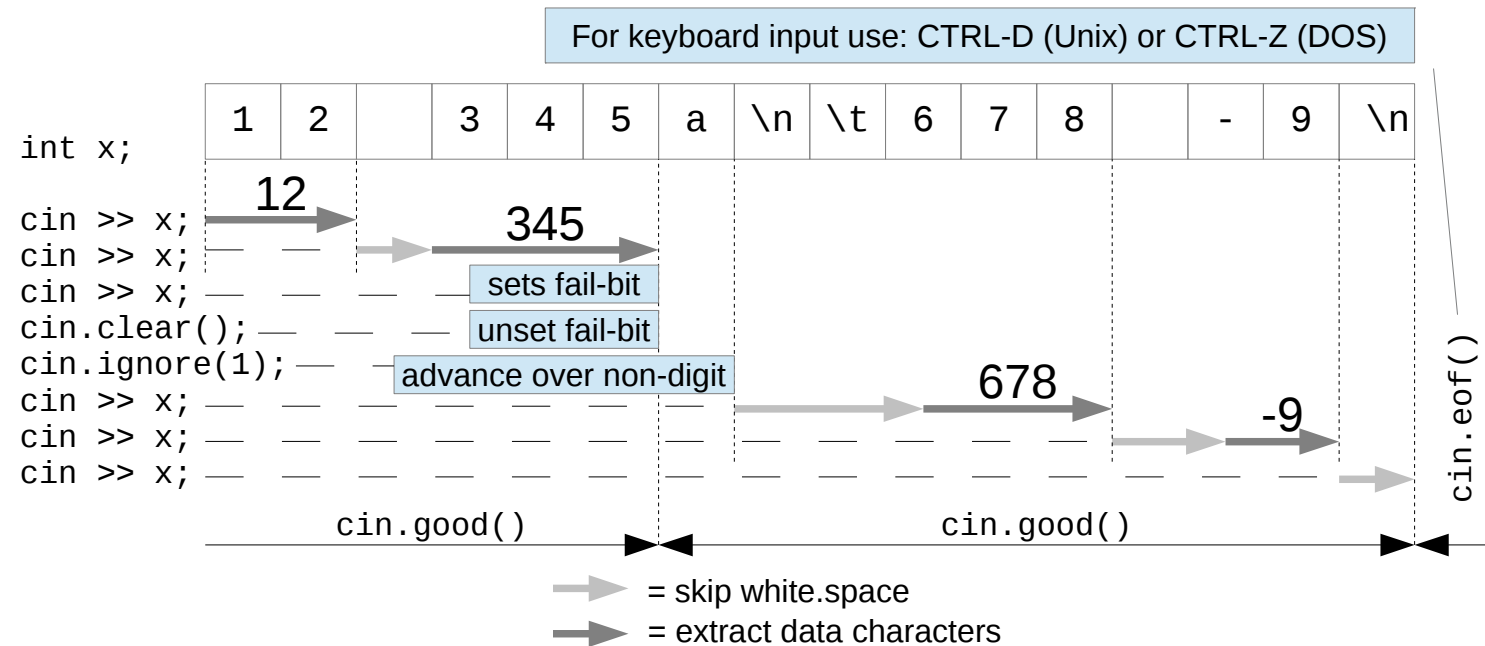 For keyboard input use: CTRL-D (Unix) or CTRL-Z (DOS)
1 2 3 4 5 a \n \t 6 7 8 - 9 \n
int x;
12
cin >> x;
345
cin >> x;
sets fail-bit
cin >> x;
unset fail-bit
cin.clear();
cin.ignore(1);
advance over non-digit
678
cin >> x;
-9
cin >> x;
cin >> x;
cin.eof()
cin.good()
cin.good()
= skip white.space
= extract data characters